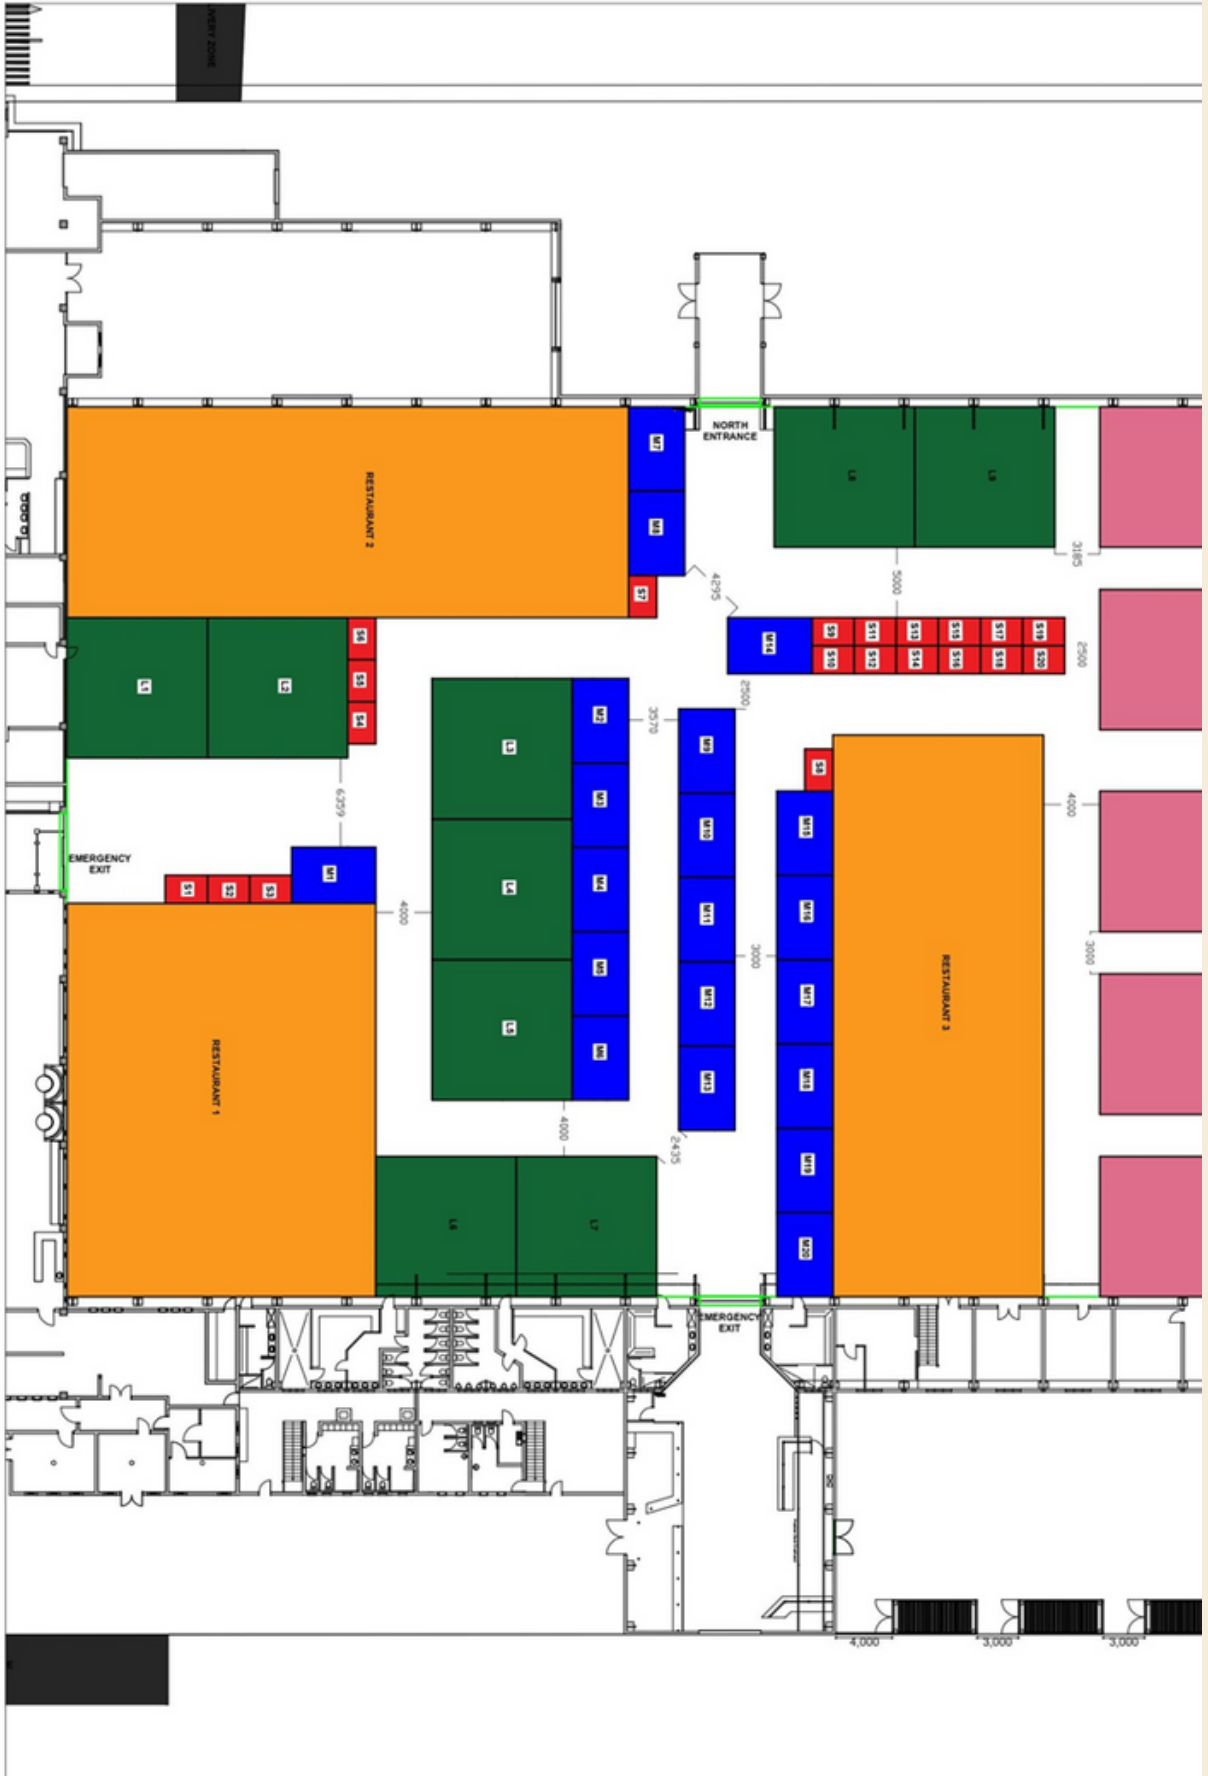 LIVERY ZONE
NORTH
ENTRANCE
M7
M8
S7
RESTAURANT 2
L8
L9
3185
5000
4295
S6
S5
S4
L1
L2
M14
S9
S11
S13
S15
S17
S19
S10
S12
S14
S16
S18
S20
2500
2500
3570
M2
M3
M4
M5
M6
L3
L4
L5
M9
M10
M11
M12
M13
S8
M15
M16
M17
M18
M19
M20
RESTAURANT 3
4000
3000
6359
EMERGENCY
EXIT
S1
S2
S3
M1
4000
3000
RESTAURANT 1
4000
2435
L6
L7
EMERGENCY
EXIT
4,000
3,000
3,000